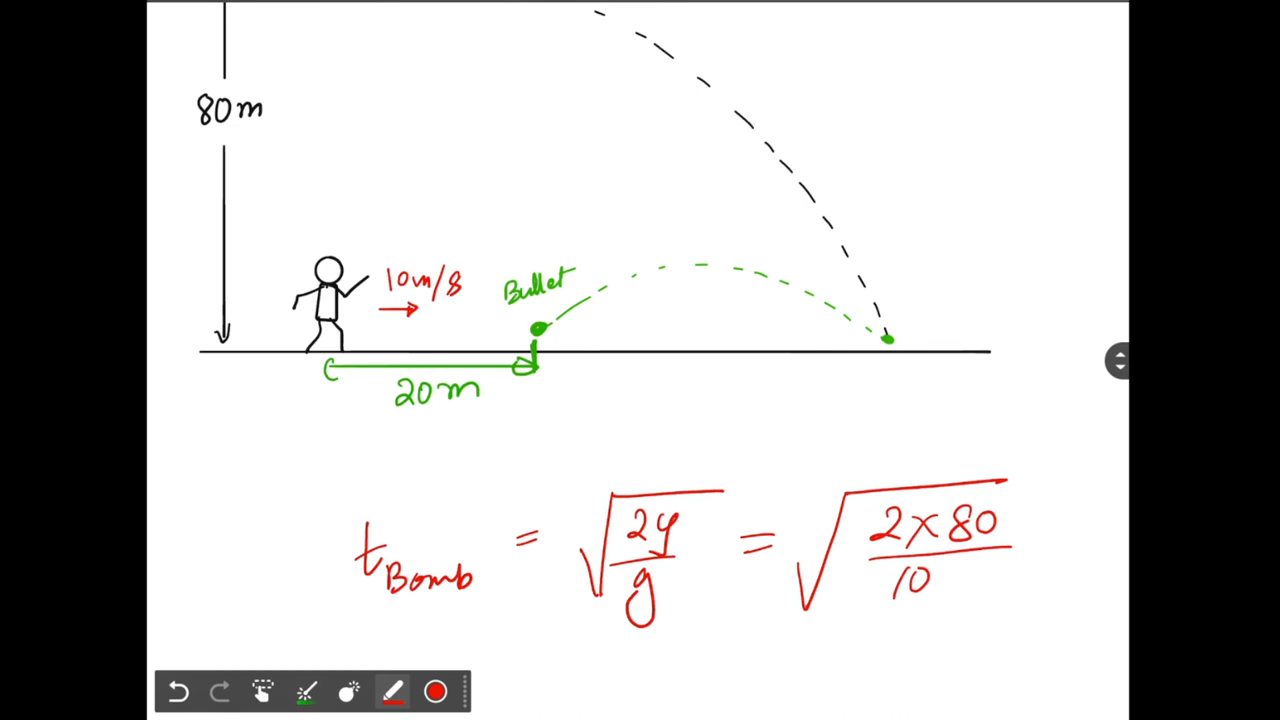 80m
10m/s
Bullet
20m
t_Bomb = √(2y/g) = √(2×80/10)